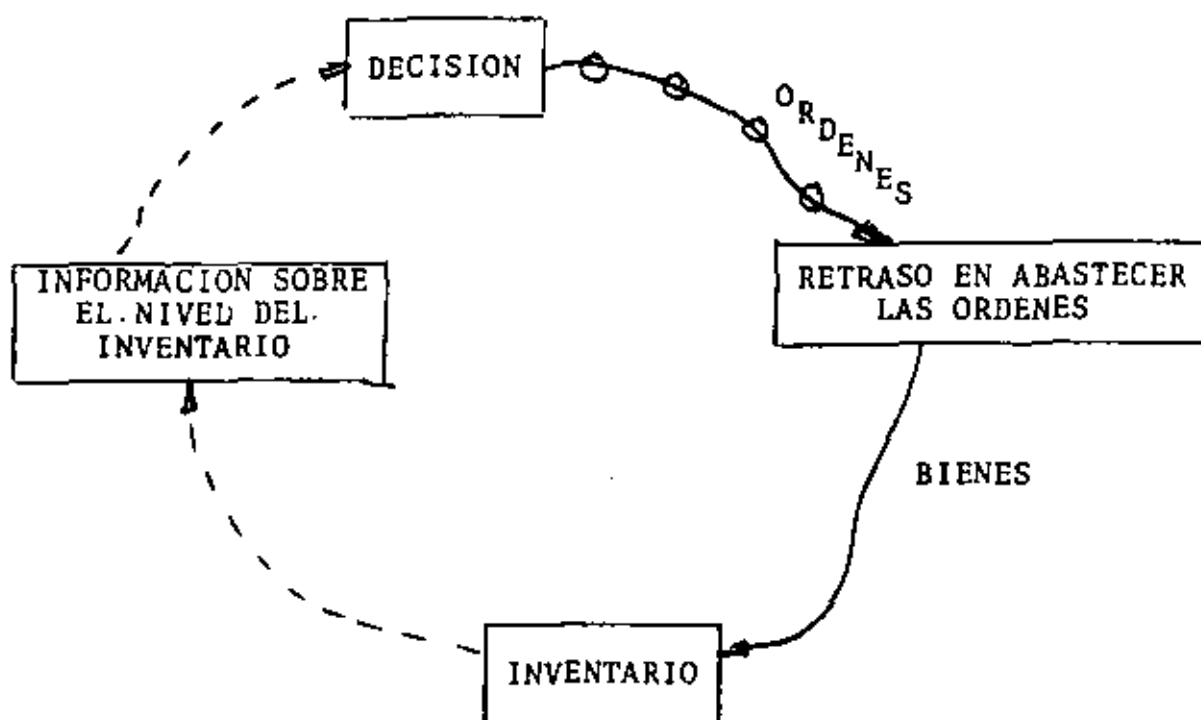 DECISION
ORDENES
INFORMACION SOBRE
EL.NIVEL DEL.
INVENTARIO
RETRASO EN ABASTECER
LAS ORDENES
BIENES
INVENTARIO